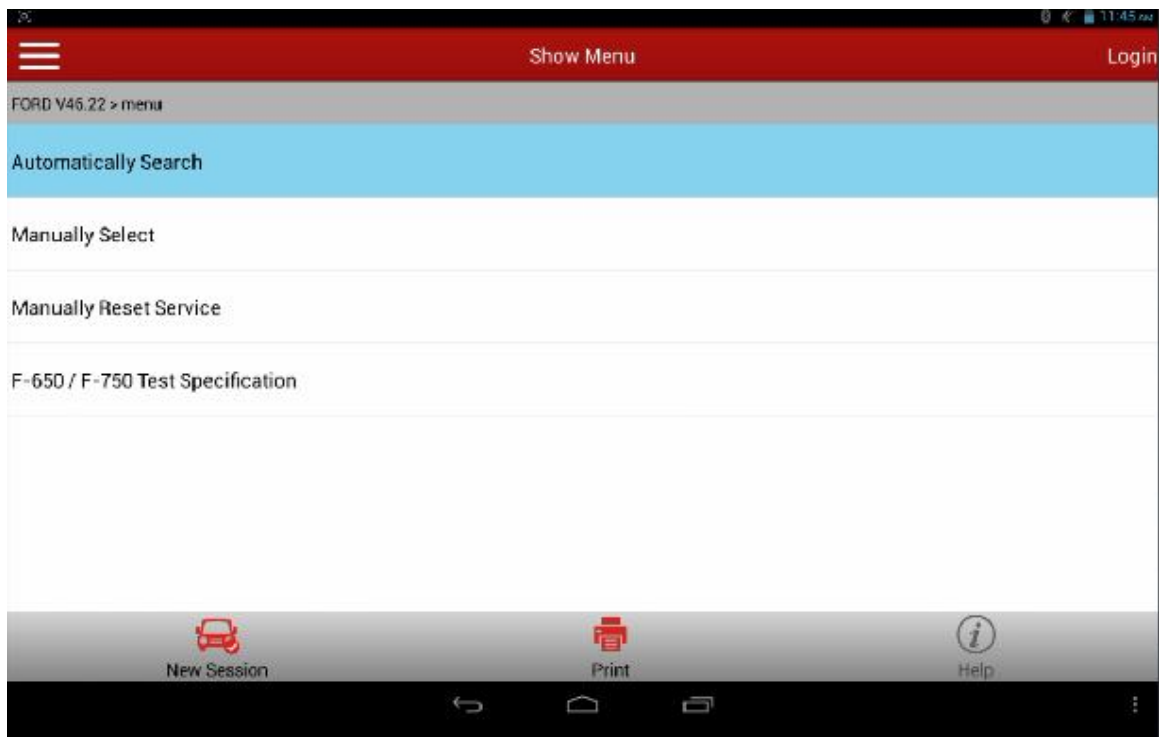 11:45 AM
Show Menu
Login
FORD V46.22 > menu
Automatically Search
Manually Select
Manually Reset Service
F-650 / F-750 Test Specification
New Session
Print
Help